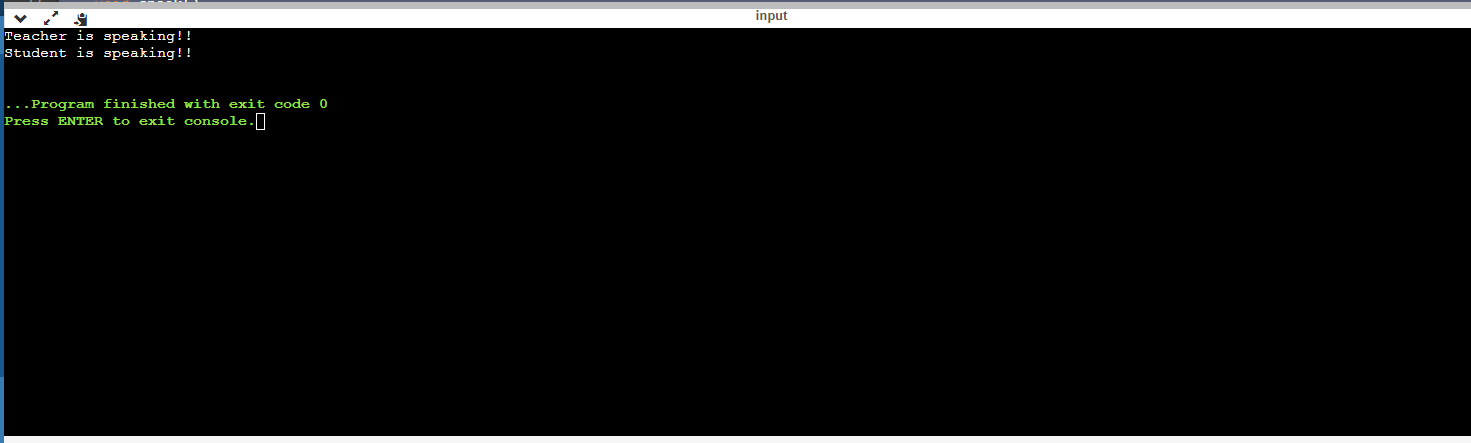 input
Teacher is speaking!!
Student is speaking!!
...Program finished with exit code 0
Press ENTER to exit console.